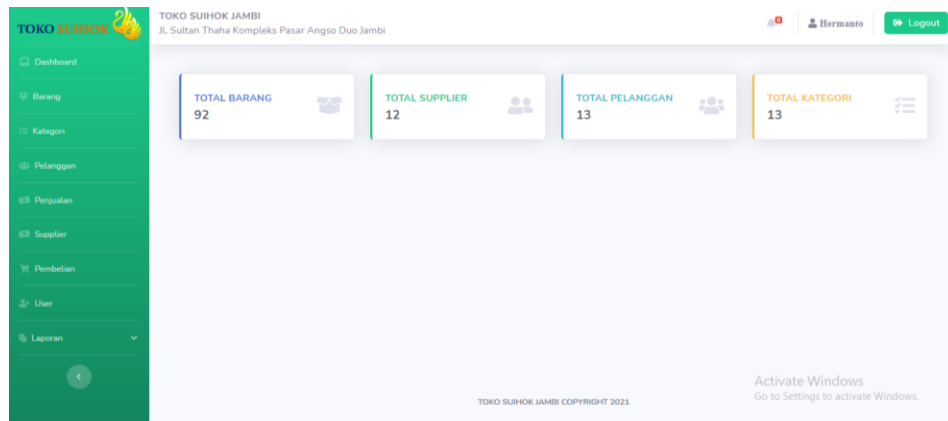 TOKO SUIHOK
TOKO SUIHOK JAMBI
Jl. Sultan Thaha Kompleks Pasar Angso Duo Jambi
Hermanto
Logout
Dashboard
Barang
Kategori
Pelanggan
Penjualan
Supplier
Pembelian
User
Laporan
TOTAL BARANG
92
TOTAL SUPPLIER
12
TOTAL PELANGGAN
13
TOTAL KATEGORI
13
Activate Windows
Go to Settings to activate Windows.
TOKO SUIHOK JAMBI COPYRIGHT 2021